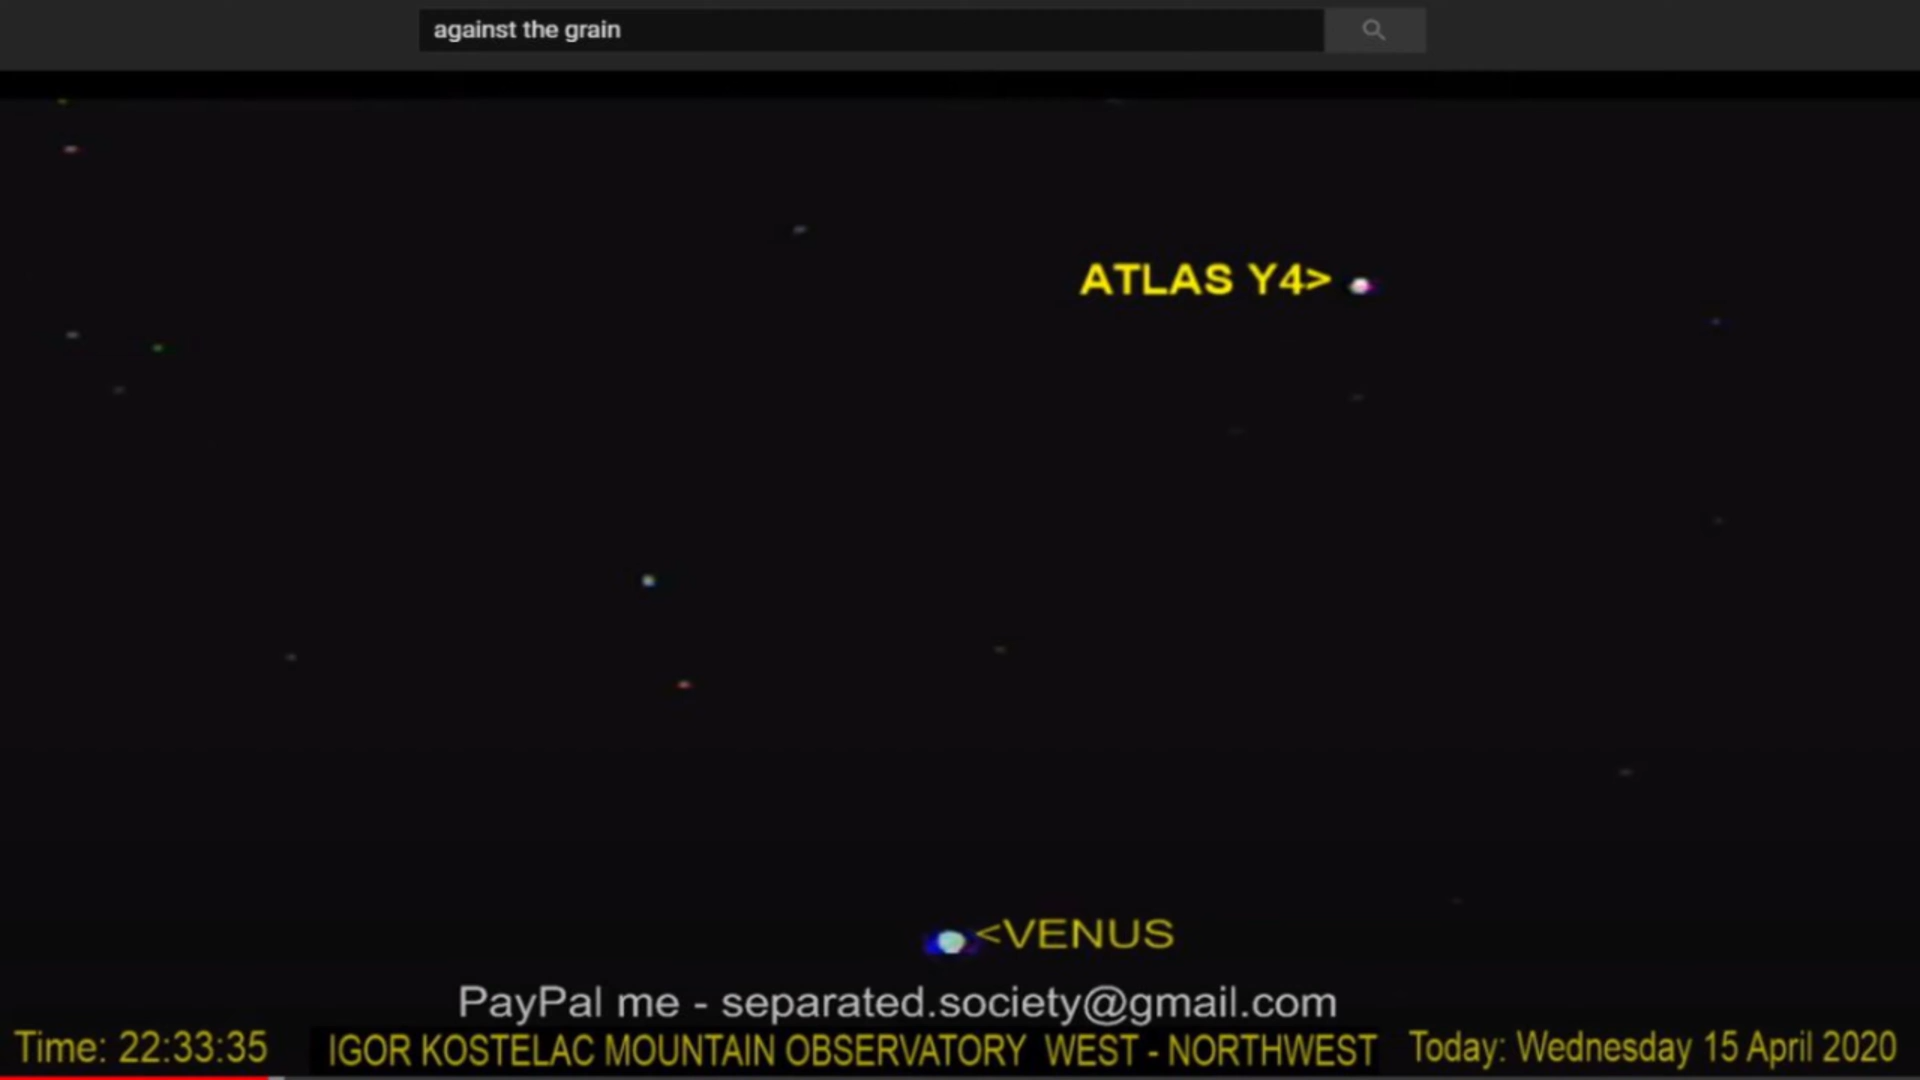 against the grain
ATLAS Y4>
<VENUS
PayPal me - separated.society@gmail.com
Time: 22:33:35 IGOR KOSTELAC MOUNTAIN OBSERVATORY WEST - NORTHWEST Today: Wednesday 15 April 2020